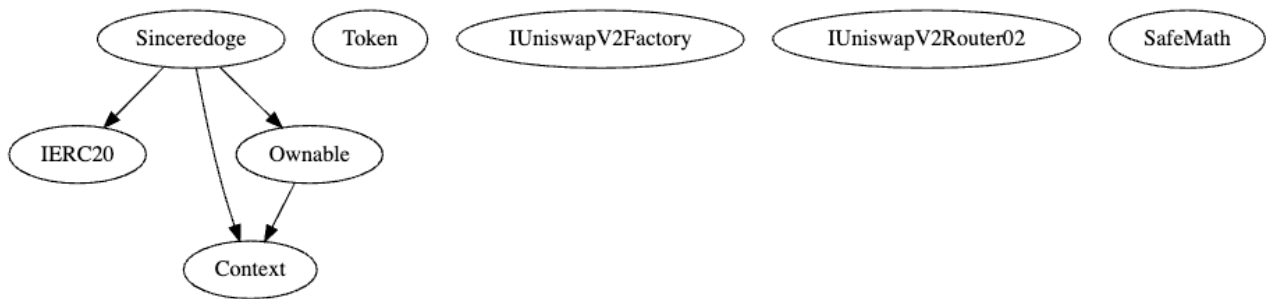 Sinceredoge
Token
IUniswapV2Factory
IUniswapV2Router02
SafeMath
IERC20
Ownable
Context